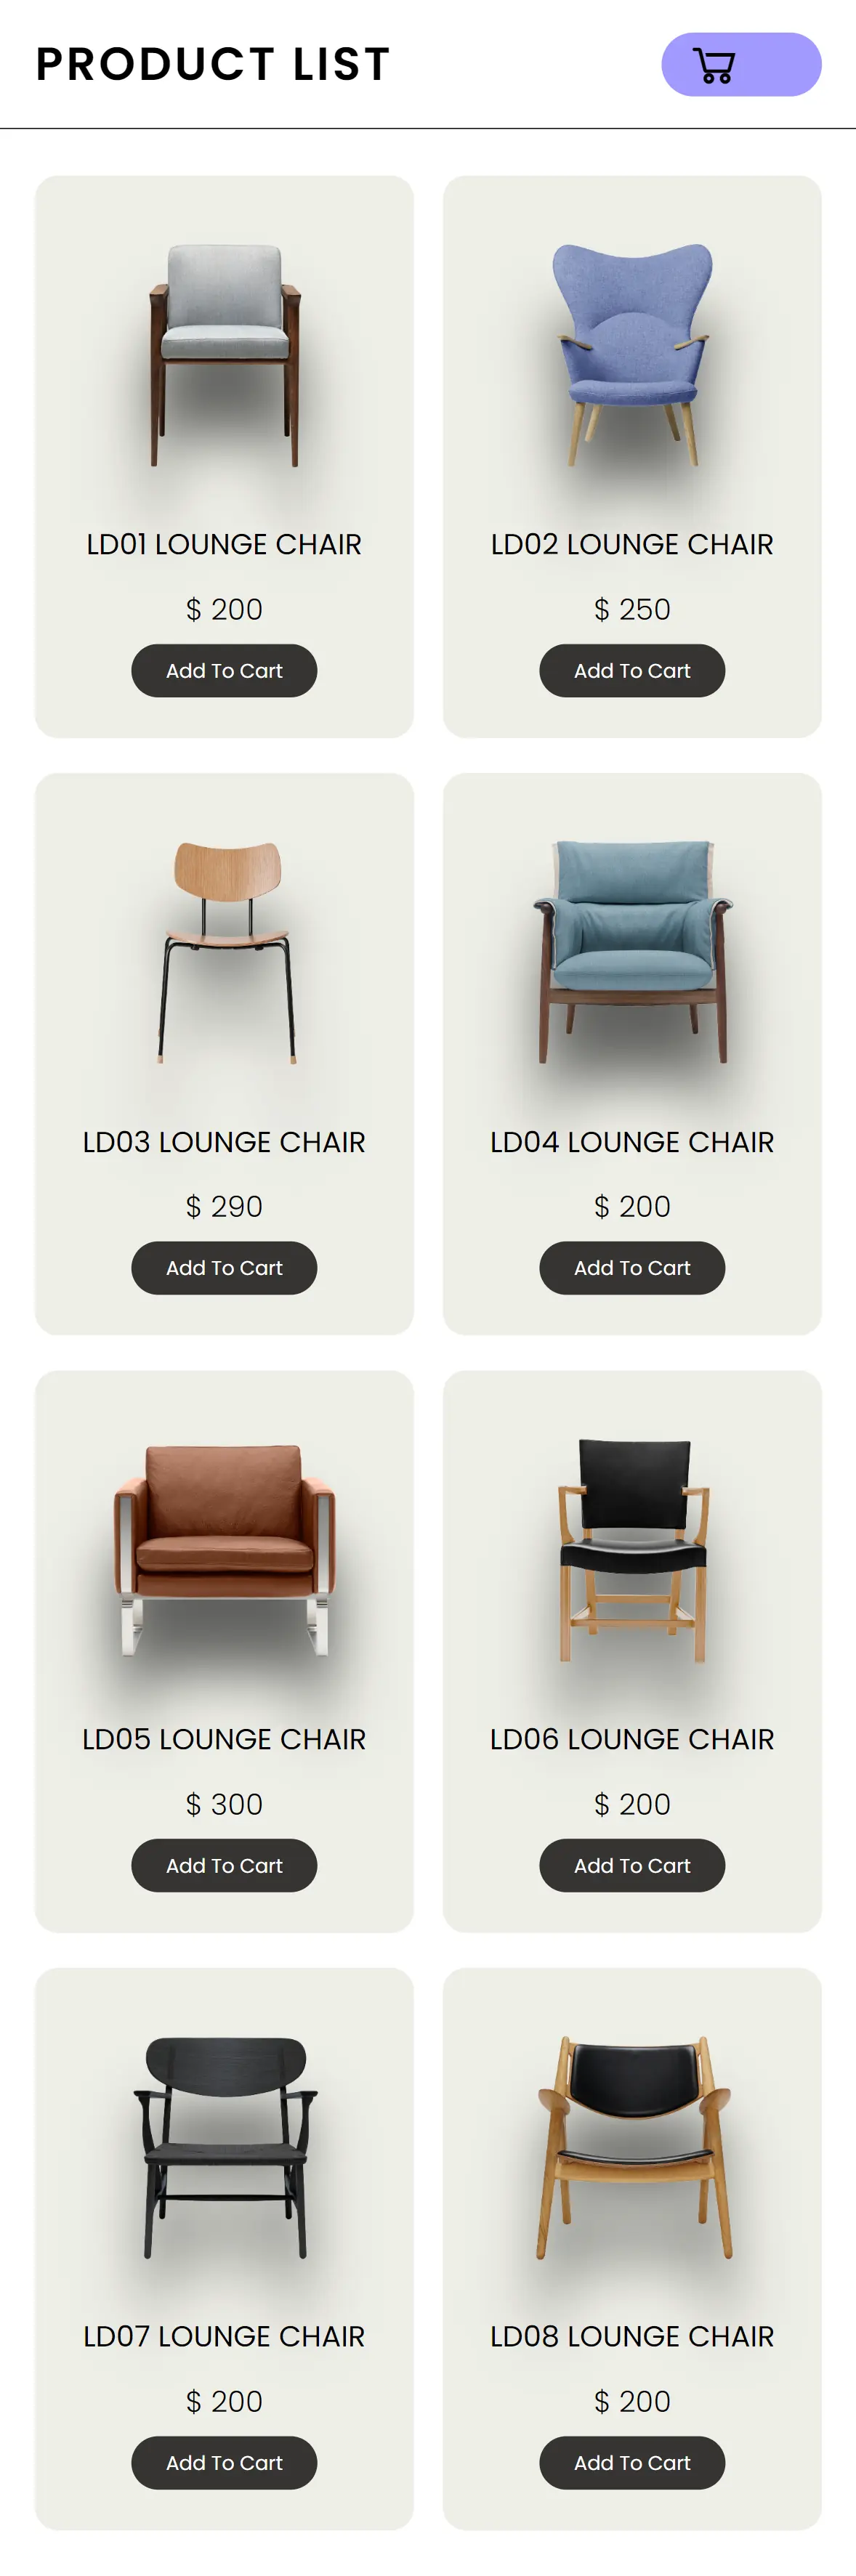 PRODUCT LIST
LD01 LOUNGE CHAIR
$ 200
Add To Cart
LD02 LOUNGE CHAIR
$ 250
Add To Cart
LD03 LOUNGE CHAIR
$ 290
Add To Cart
LD04 LOUNGE CHAIR
$ 200
Add To Cart
LD05 LOUNGE CHAIR
$ 300
Add To Cart
LD06 LOUNGE CHAIR
$ 200
Add To Cart
LD07 LOUNGE CHAIR
$ 200
Add To Cart
LD08 LOUNGE CHAIR
$ 200
Add To Cart